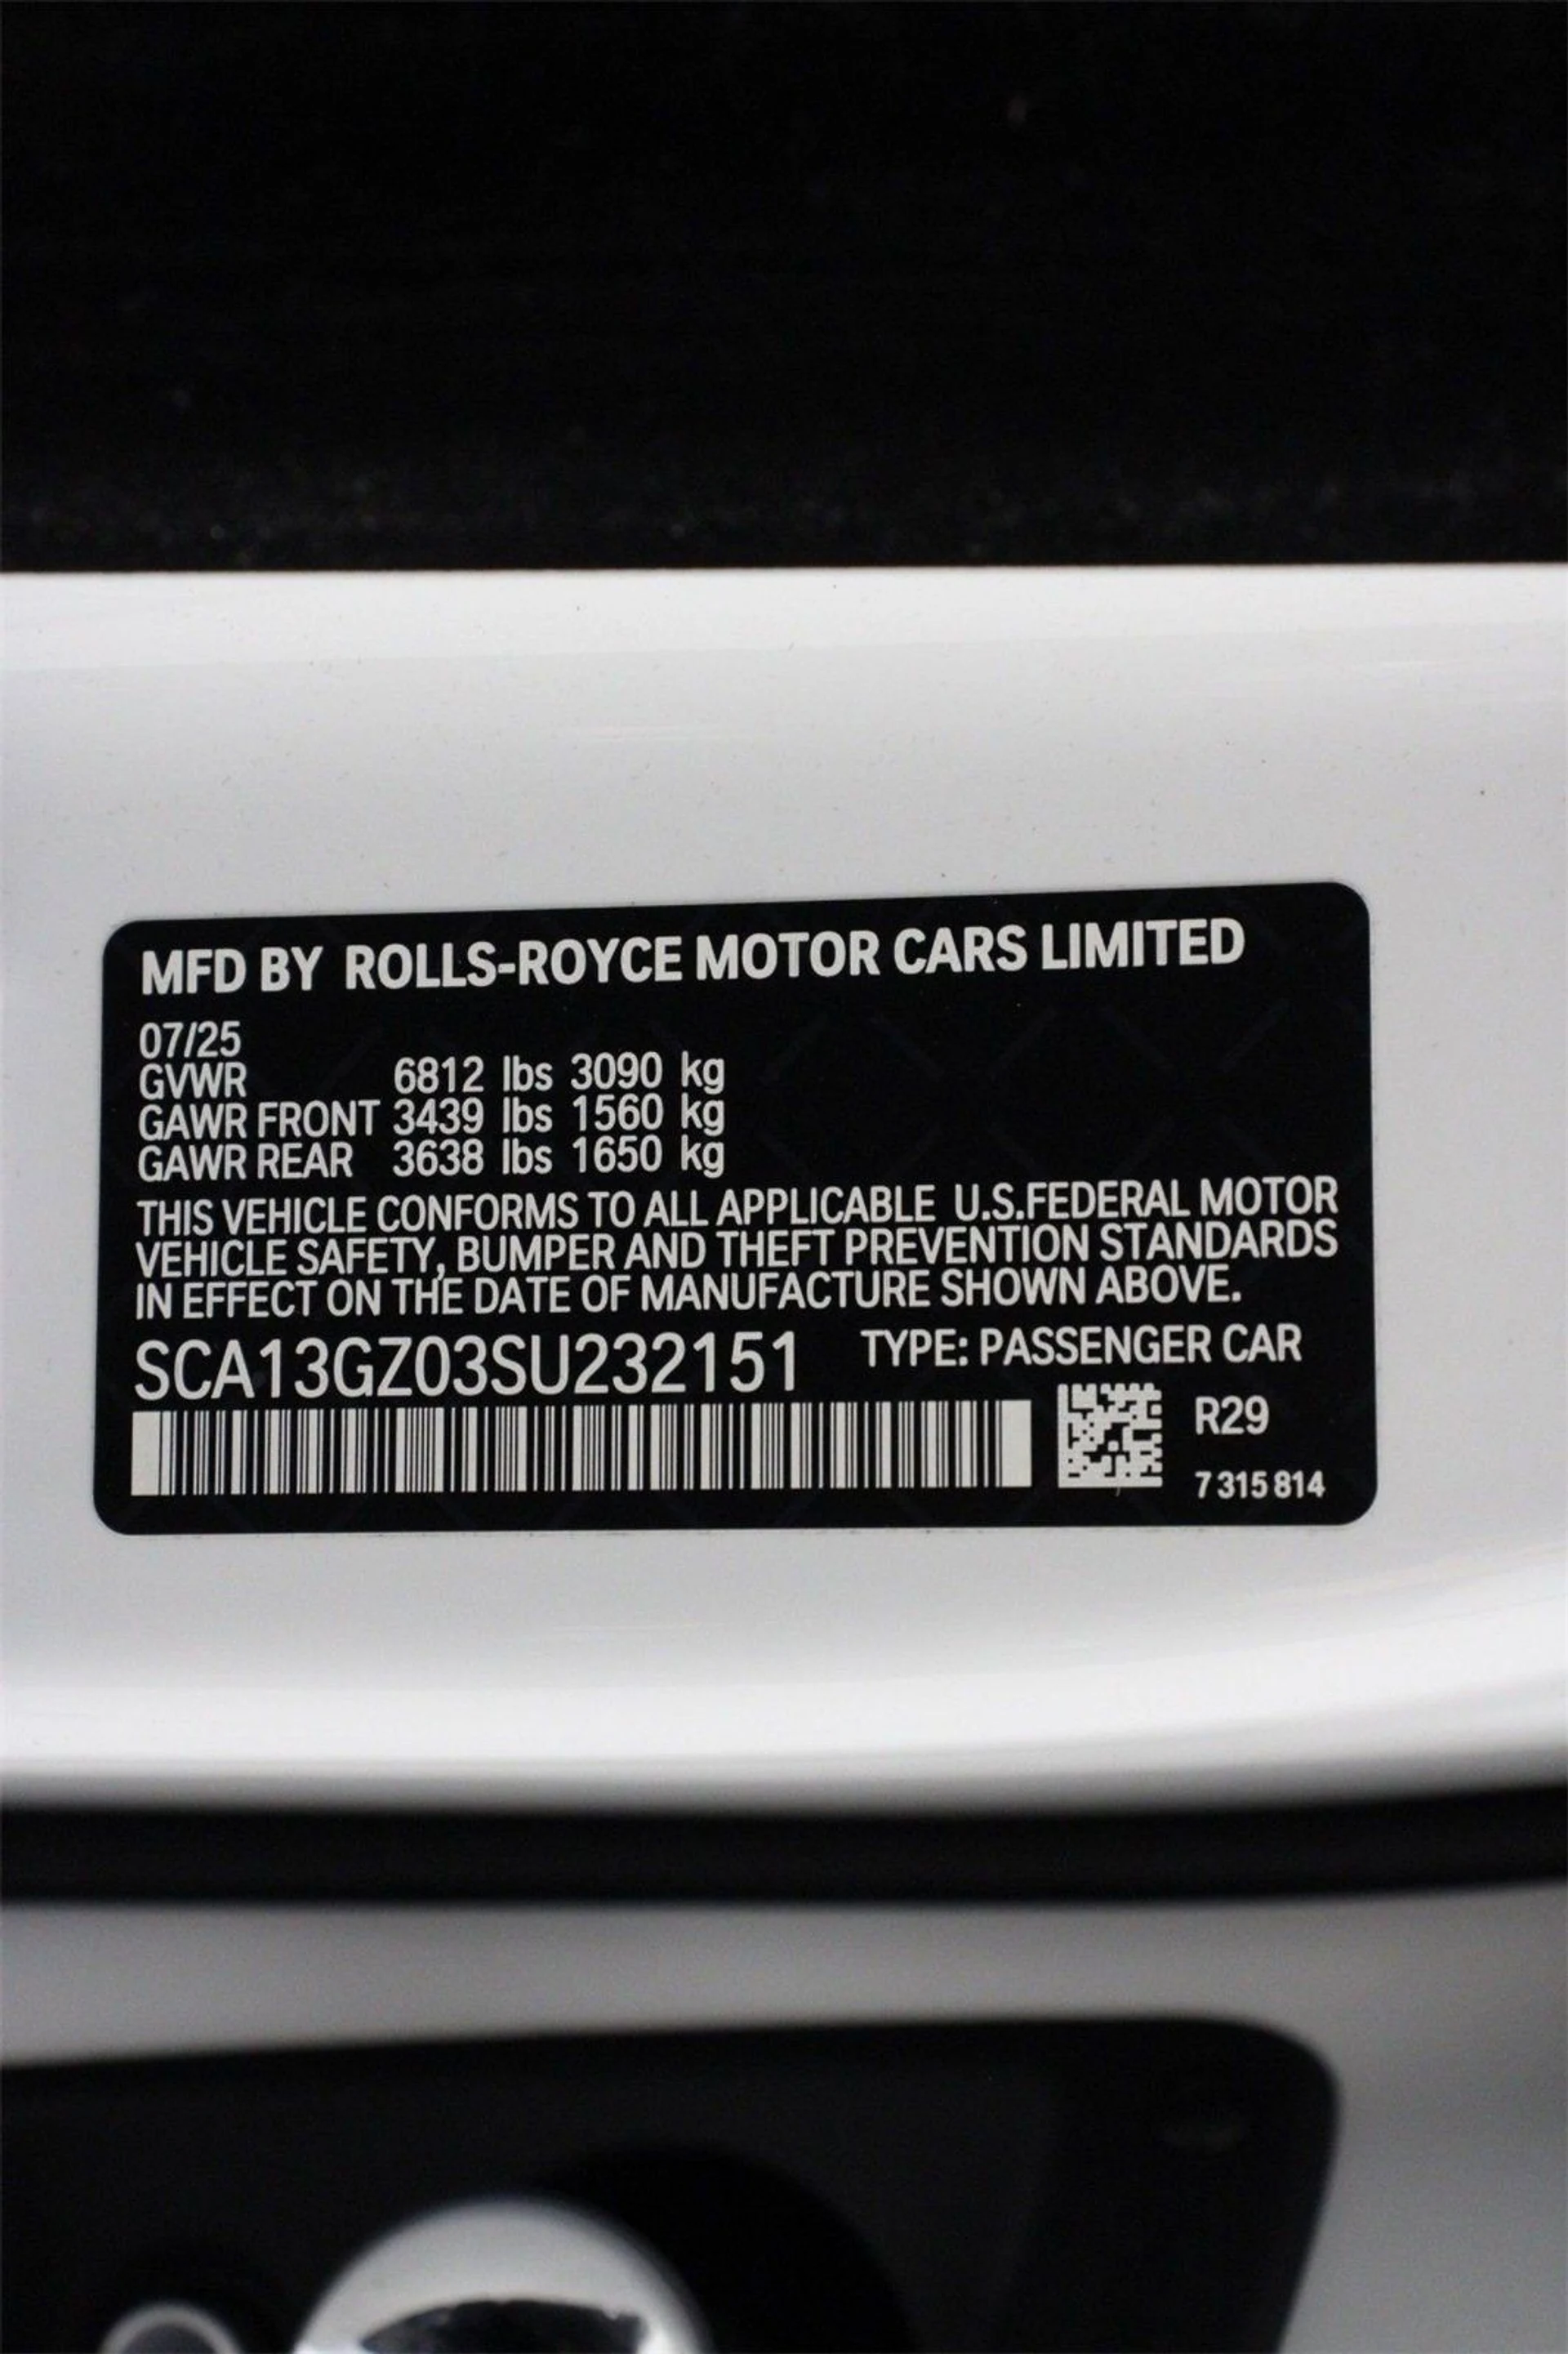 MFD BY ROLLS-ROYCE MOTOR CARS LIMITED
07/25
GVWR 6812 lbs 3090 kg
GAWR FRONT 3439 lbs 1560 kg
GAWR REAR 3638 lbs 1650 kg
THIS VEHICLE CONFORMS TO ALL APPLICABLE U.S.FEDERAL MOTOR
VEHICLE SAFETY, BUMPER AND THEFT PREVENTION STANDARDS
IN EFFECT ON THE DATE OF MANUFACTURE SHOWN ABOVE.
SCA13GZ03SU232151 TYPE: PASSENGER CAR
R29
7 315 814